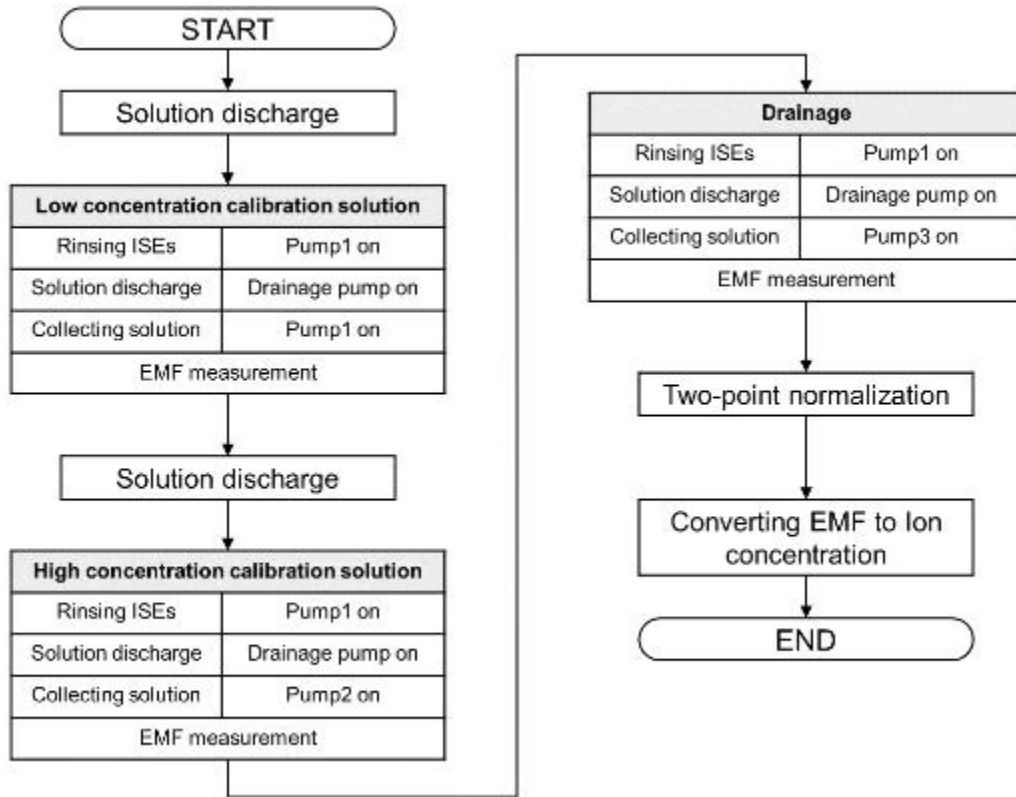 START
Solution discharge
Low concentration calibration solution
Rinsing ISEs Pump1 on
Solution discharge Drainage pump on
Collecting solution Pump1 on
EMF measurement
Solution discharge
High concentration calibration solution
Rinsing ISEs Pump1 on
Solution discharge Drainage pump on
Collecting solution Pump2 on
EMF measurement
Drainage
Rinsing ISEs Pump1 on
Solution discharge Drainage pump on
Collecting solution Pump3 on
EMF measurement
Two-point normalization
Converting EMF to Ion
concentration
END